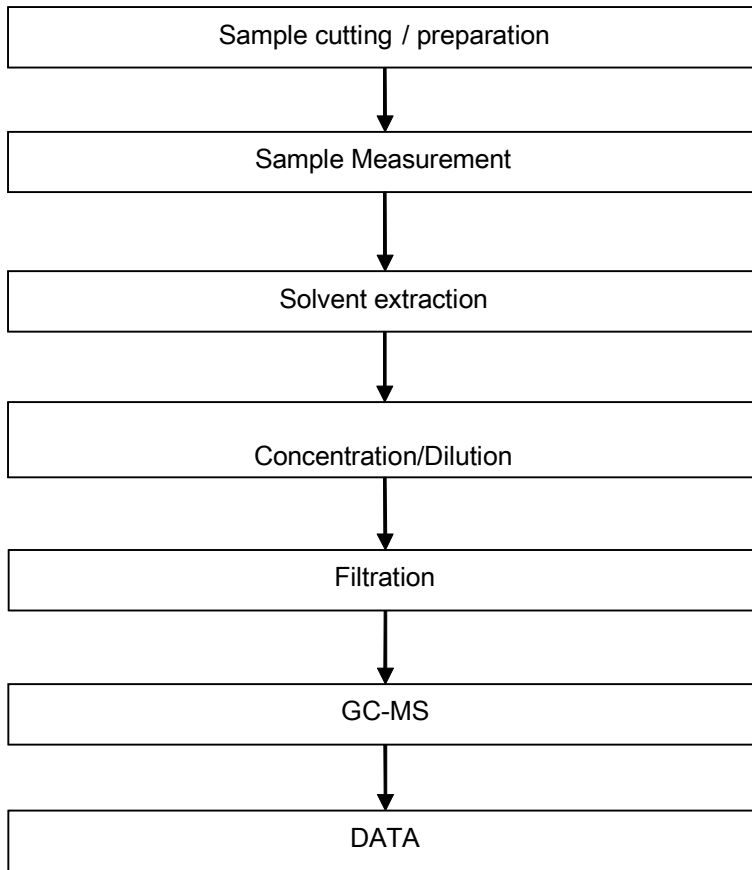 Sample cutting / preparation
Sample Measurement
Solvent extraction
Concentration/Dilution
Filtration
GC-MS
DATA